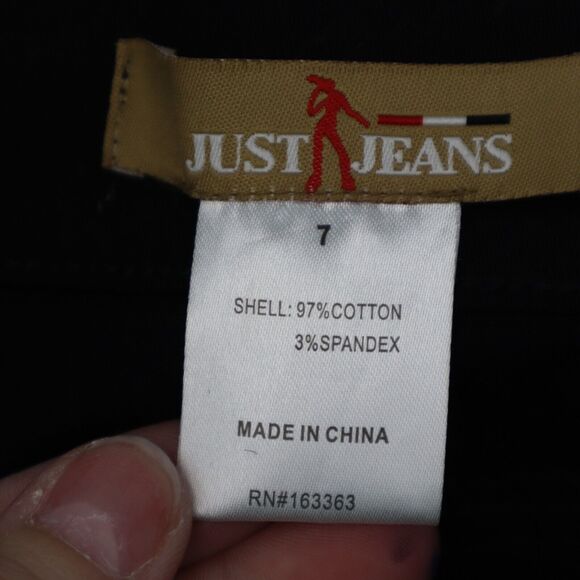 JUST JEANS
7
SHELL: 97%COTTON
3%SPANDEX
MADE IN CHINA
RN#163363